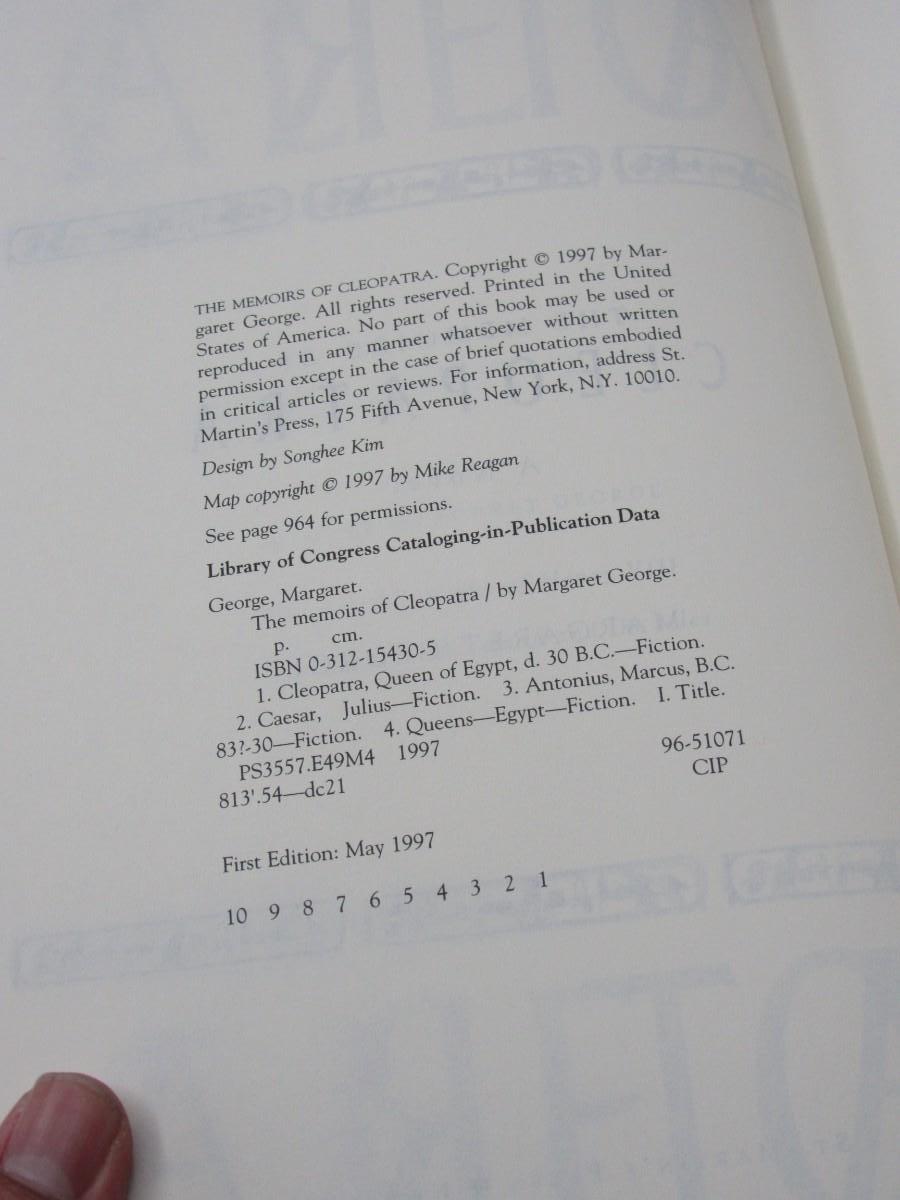 THE MEMOIRS OF CLEOPATRA. Copyright © 1997 by Mar-
garet George. All rights reserved. Printed in the United
States of America. No part of this book may be used or
reproduced in any manner whatsoever without written
permission except in the case of brief quotations embodied
in critical articles or reviews. For information, address St.
Martin's Press, 175 Fifth Avenue, New York, N.Y. 10010.
Design by Songhee Kim
Map copyright © 1997 by Mike Reagan
See page 964 for permissions.
Library of Congress Cataloging-in-Publication Data
George, Margaret.
The memoirs of Cleopatra / by Margaret George.
p. cm.
ISBN 0-312-15430-5
1. Cleopatra, Queen of Egypt, d. 30 B.C.—Fiction.
2. Caesar, Julius—Fiction. 3. Antonius, Marcus, B.C.
83?-30—Fiction. 4. Queens—Egypt—Fiction. I. Title.
PS3557.E49M4 1997
813'.54—dc21
96-51071
CIP
First Edition: May 1997
10 9 8 7 6 5 4 3 2 1